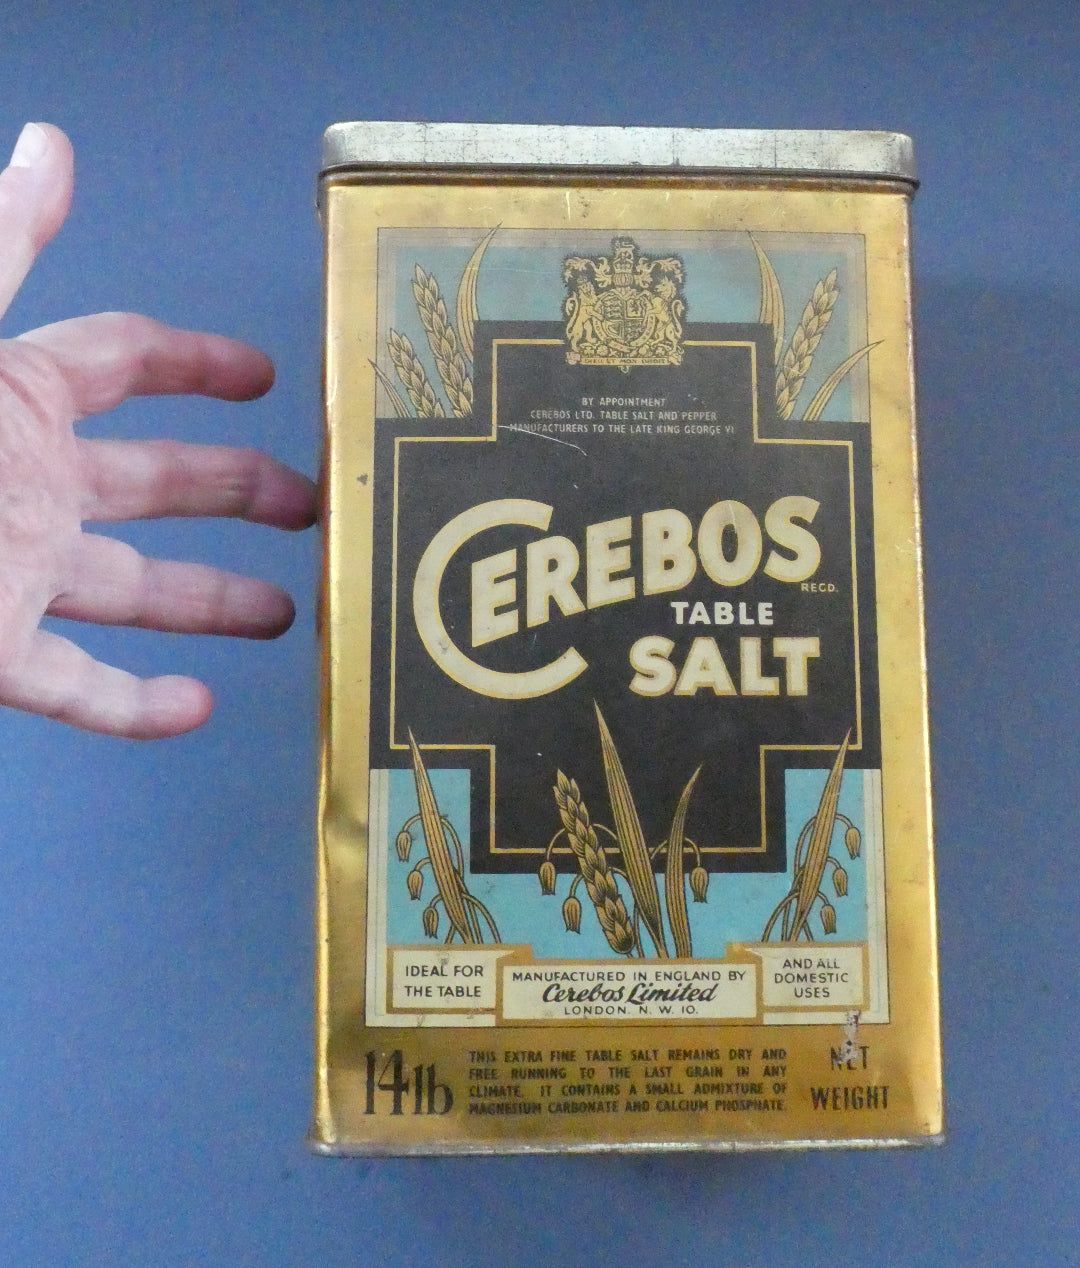 DIEU ET MON DROIT
BY APPOINTMENT
CEREBOS LTD. TABLE SALT AND PEPPER
MANUFACTURERS TO THE LATE KING GEORGE VI
CEREBOS
REGD.
TABLE
SALT
IDEAL FOR
THE TABLE
MANUFACTURED IN ENGLAND BY
Cerebos Limited
LONDON. N. W. 10.
AND ALL
DOMESTIC
USES
14lb
THIS EXTRA FINE TABLE SALT REMAINS DRY AND
FREE RUNNING TO THE LAST GRAIN IN ANY
CLIMATE. IT CONTAINS A SMALL ADMIXTURE OF
MAGNESIUM CARBONATE AND CALCIUM PHOSPHATE.
NET
WEIGHT